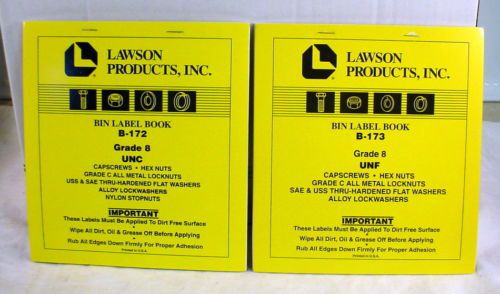 LAWSON
PRODUCTS, INC.
BIN LABEL BOOK
B-172
Grade 8
UNC
CAPSCREWS • HEX NUTS
GRADE C ALL METAL LOCKNUTS
USS & SAE THRU-HARDENED FLAT WASHERS
ALLOY LOCKWASHERS
NYLON STOPNUTS
IMPORTANT
These Labels Must Be Applied To Dirt Free Surface
•
Wipe All Dirt, Oil & Grease Off Before Applying
•
Rub All Edges Down Firmly For Proper Adhesion
Printed in U.S.A.
LAWSON
PRODUCTS, INC.
BIN LABEL BOOK
B-173
Grade 8
UNF
CAPSCREWS • HEX NUTS
GRADE C ALL METAL LOCKNUTS
SAE & USS THRU-HARDENED FLAT WASHERS
ALLOY LOCKWASHERS
IMPORTANT
These Labels Must Be Applied To Dirt Free Surface
•
Wipe All Dirt, Oil & Grease Off Before Applying
•
Rub All Edges Down Firmly For Proper Adhesion
Printed in U.S.A.